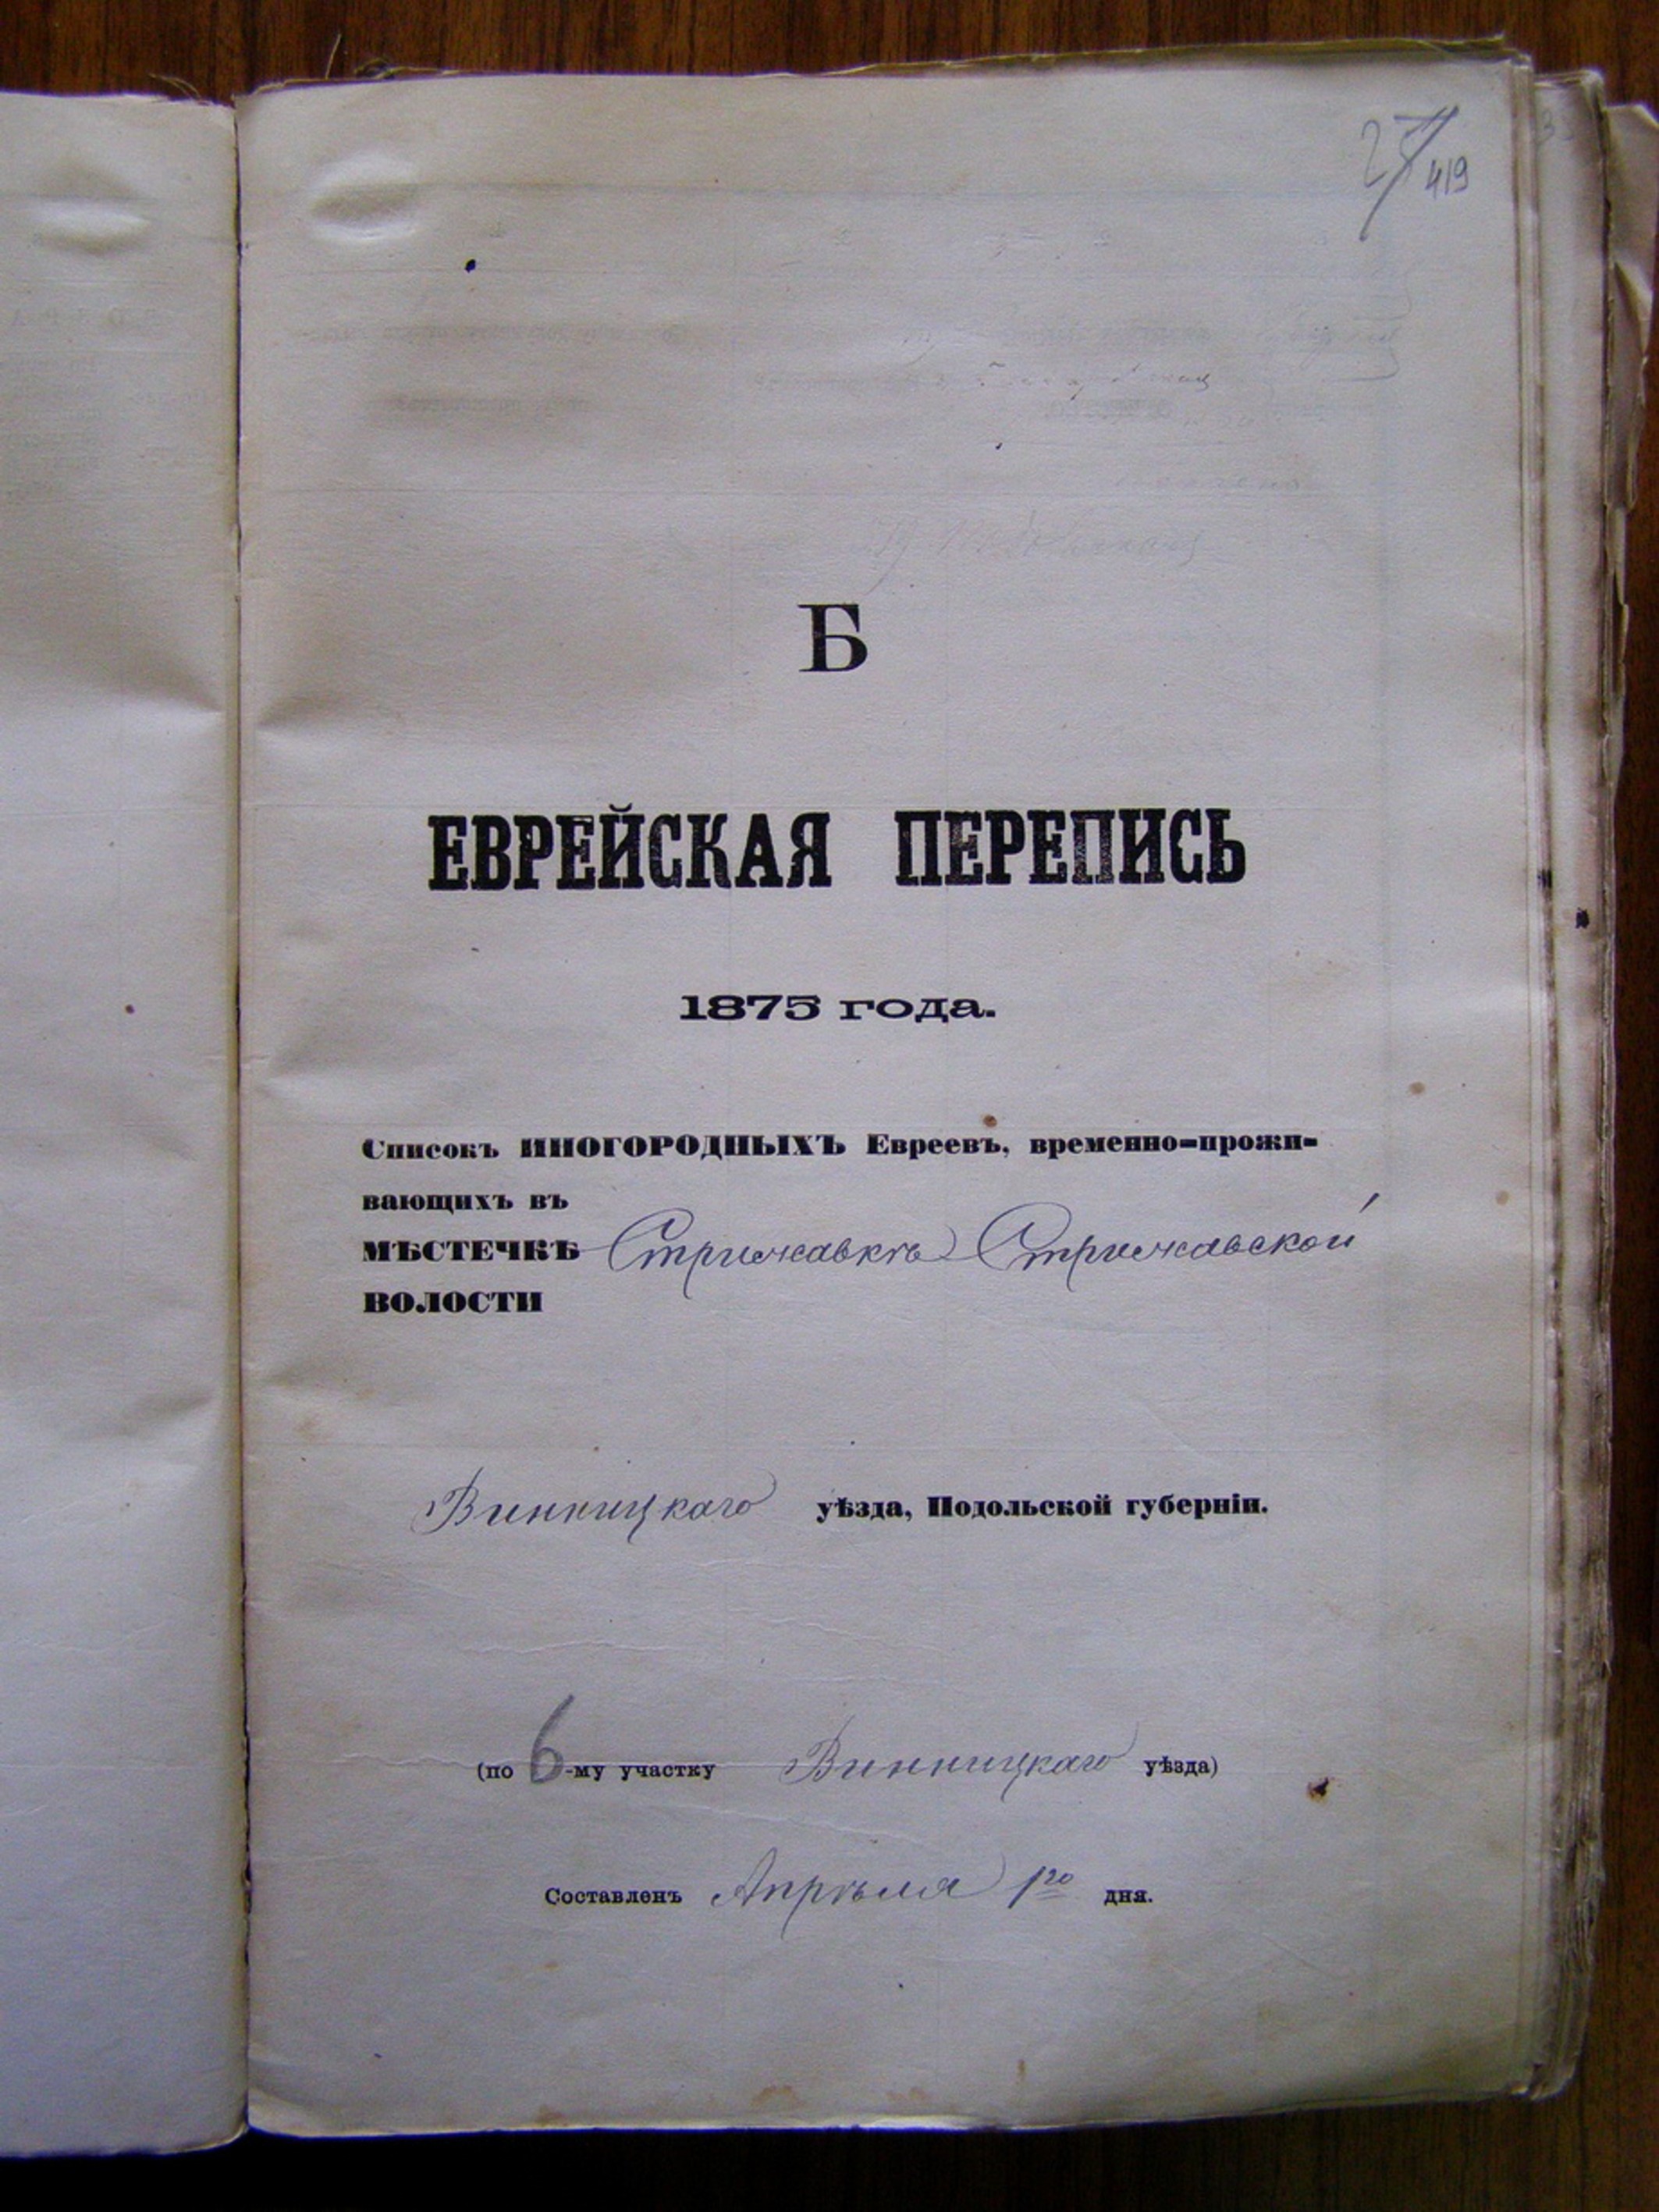 419
Б
ЕВРЕЙСКАЯ ПЕРЕПИСЬ
1875 года.
Списокъ ИНОГОРОДНЫХЪ Евреевъ, временно-прожи-
вающихъ въ
МѢСТЕЧКѢ Стрижавкѣ Стрижавской
ВОЛОСТИ
Винницкаго уѣзда, Подольской губерніи.
(по 6-му участку Винницкаго уѣзда)
Составленъ Апрѣля 1го дня.